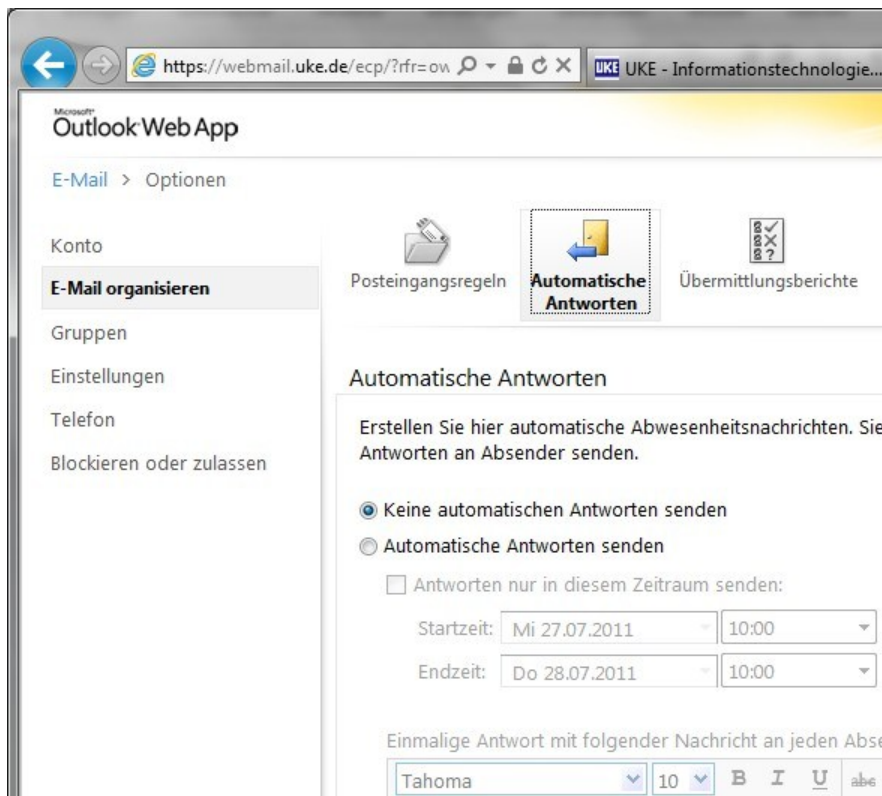 https://webmail.uke.de/ecp/?rfr=ow
UKE UKE - Informationstechnologie...
Microsoft®
Outlook Web App
E-Mail > Optionen
Konto
E-Mail organisieren
Gruppen
Einstellungen
Telefon
Blockieren oder zulassen
Posteingangsregeln
Automatische
Antworten
Übermittlungsberichte
Automatische Antworten
Erstellen Sie hier automatische Abwesenheitsnachrichten. Sie
Antworten an Absender senden.
Keine automatischen Antworten senden
Automatische Antworten senden
Antworten nur in diesem Zeitraum senden:
Startzeit: Mi 27.07.2011 10:00
Endzeit: Do 28.07.2011 10:00
Einmalige Antwort mit folgender Nachricht an jeden Abse
Tahoma 10 B I U abc